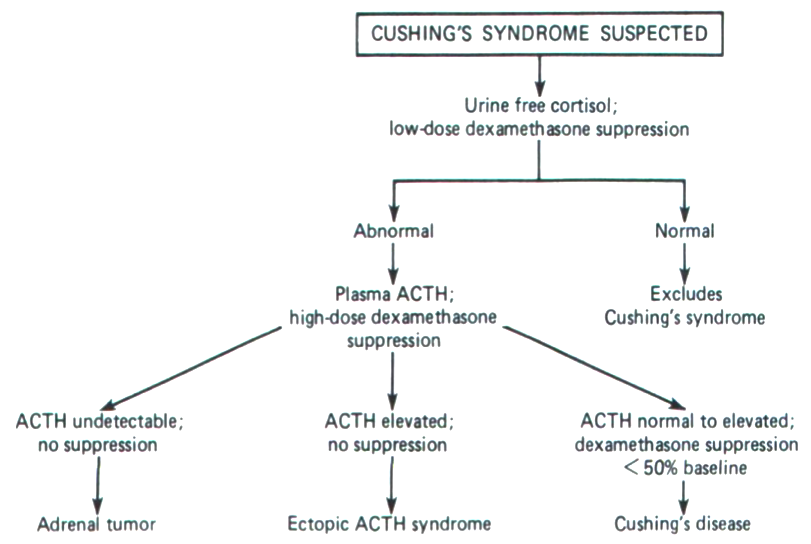 CUSHING'S SYNDROME SUSPECTED
Urine free cortisol;
low-dose dexamethasone suppression
Abnormal
Normal
Plasma ACTH;
high-dose dexamethasone
suppression
Excludes
Cushing's syndrome
ACTH undetectable;
no suppression
ACTH elevated;
no suppression
ACTH normal to elevated;
dexamethasone suppression
< 50% baseline
Adrenal tumor
Ectopic ACTH syndrome
Cushing's disease